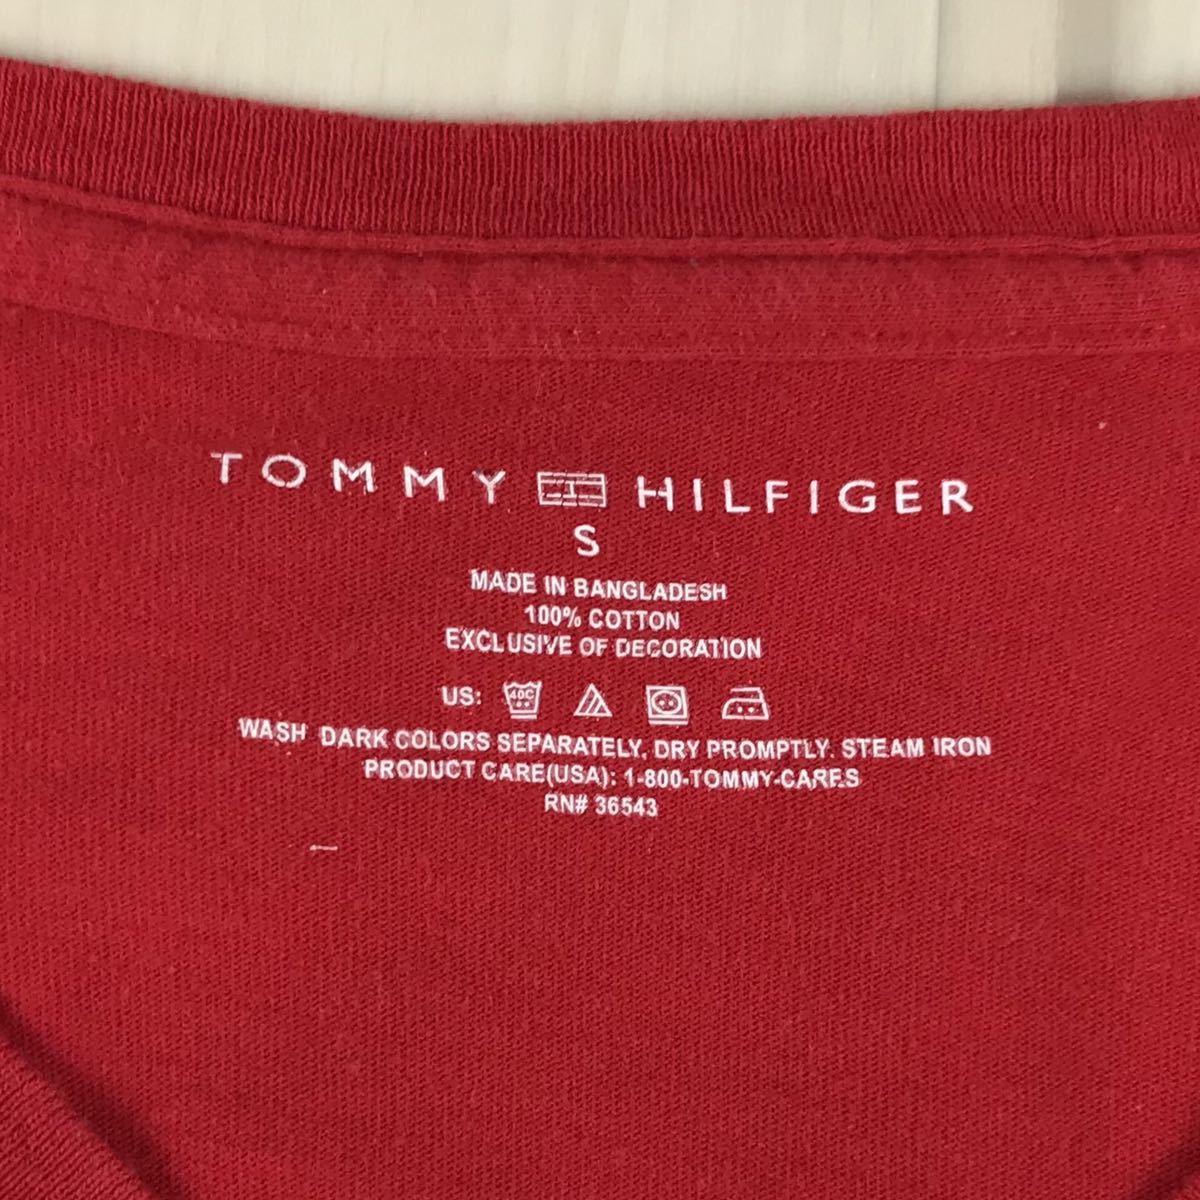 TOMMY HILFIGER
S
MADE IN BANGLADESH
100% COTTON
EXCLUSIVE OF DECORATION
US: 40C
WASH DARK COLORS SEPARATELY, DRY PROMPTLY. STEAM IRON
PRODUCT CARE(USA): 1-800-TOMMY-CARES
RN# 36543